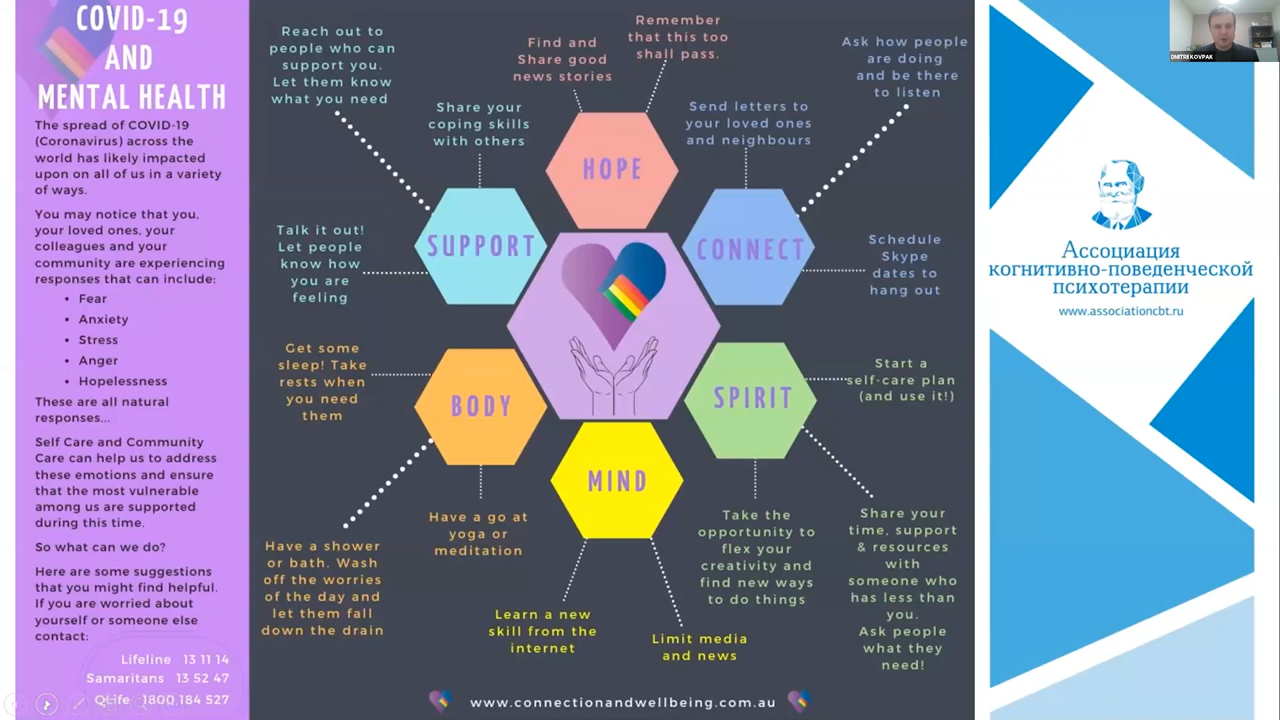 COVID-19
AND
MENTAL HEALTH
The spread of COVID-19
(Coronavirus) across the
world has likely impacted
upon on all of us in a variety
of ways.
You may notice that you,
your loved ones, your
colleagues and your
community are experiencing
responses that can include:
• Fear
• Anxiety
• Stress
• Anger
• Hopelessness
These are all natural
responses...
Self Care and Community
Care can help us to address
these emotions and ensure
that the most vulnerable
among us are supported
during this time.
So what can we do?
Here are some suggestions
that you might find helpful.
If you are worried about
yourself or someone else
contact:
Lifeline 13 11 14
Samaritans 13 52 47
QLife 1800 184 527
Reach out to
people who can
support you.
Let them know
what you need
Share your
coping skills
with others
Find and
Share good
news stories
Remember
that this too
shall pass.
Send letters to
your loved ones
and neighbours
Ask how people
are doing
and be there
to listen
HOPE
SUPPORT
CONNECT
Talk it out!
Let people
know how
you are
feeling
Schedule
Skype
dates to
hang out
Get some
sleep! Take
rests when
you need
them
BODY
SPIRIT
Start a
self-care plan
(and use it!)
MIND
Have a shower
or bath. Wash
off the worries
of the day and
let them fall
down the drain
Have a go at
yoga or
meditation
Learn a new
skill from the
internet
Limit media
and news
Take the
opportunity to
flex your
creativity and
find new ways
to do things
Share your
time, support
& resources
with
someone who
has less than
you.
Ask people
what they
need!
www.connectionandwellbeing.com.au
DMITRI KOVPAK
Ассоциация
когнитивно-поведенческой
психотерапии
www.associationcbt.ru